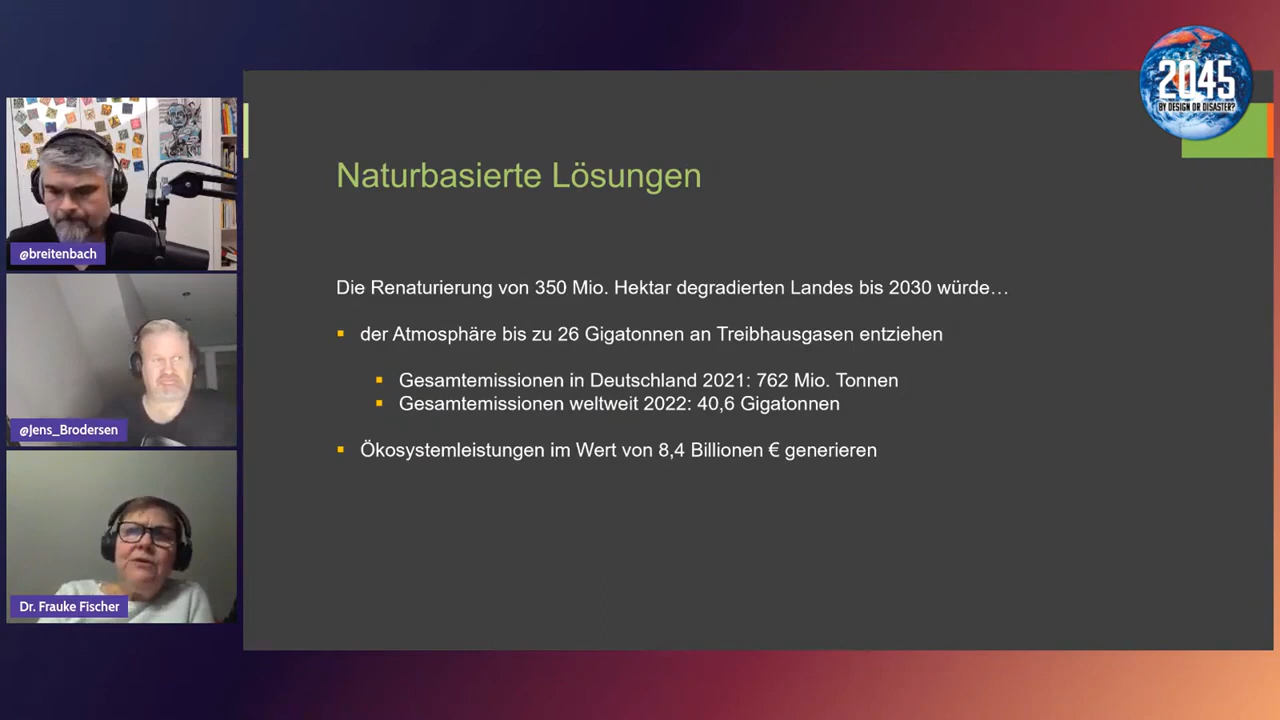 2045
BY DESIGN OR DISASTER?
@breitenbach
@Jens_Brodersen
Dr. Frauke Fischer
Naturbasierte Lösungen
Die Renaturierung von 350 Mio. Hektar degradierten Landes bis 2030 würde…
der Atmosphäre bis zu 26 Gigatonnen an Treibhausgasen entziehen
Gesamtemissionen in Deutschland 2021: 762 Mio. Tonnen
Gesamtemissionen weltweit 2022: 40,6 Gigatonnen
Ökosystemleistungen im Wert von 8,4 Billionen € generieren